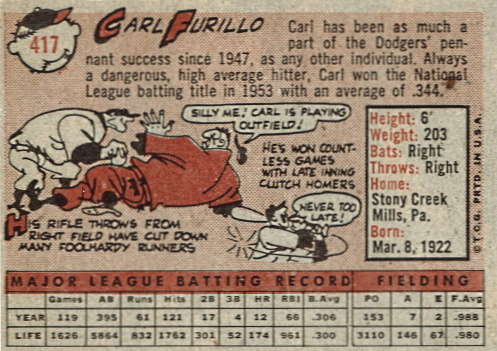 417
CARL FURILLO
Carl has been as much a
part of the Dodgers' pen-
nant success since 1947, as any other individual. Always
a dangerous, high average hitter, Carl won the National
League batting title in 1953 with an average of .344.
SILLY ME! CARL IS PLAYING
OUTFIELD!
HE'S WON COUNT-
LESS GAMES
WITH LATE INNING
CLUTCH HOMERS
NEVER TOO
LATE!
HIS RIFLE THROWS FROM
RIGHT FIELD HAVE CUT DOWN
MANY FOOLHARDY RUNNERS
Height: 6'
Weight: 203
Bats: Right
Throws: Right
Home:
Stony Creek
Mills, Pa.
Born:
Mar. 8, 1922
© T.C.G. PRTD. IN U.S.A.
MAJOR LEAGUE BATTING RECORD FIELDING
Games AB Runs Hits 2B 3B HR RBI B.Avg PO A E F.Avg
YEAR 119 395 61 121 17 4 12 66 .306 153 7 2 .988
LIFE 1626 5864 832 1762 301 52 174 961 .300 3110 146 67 .980